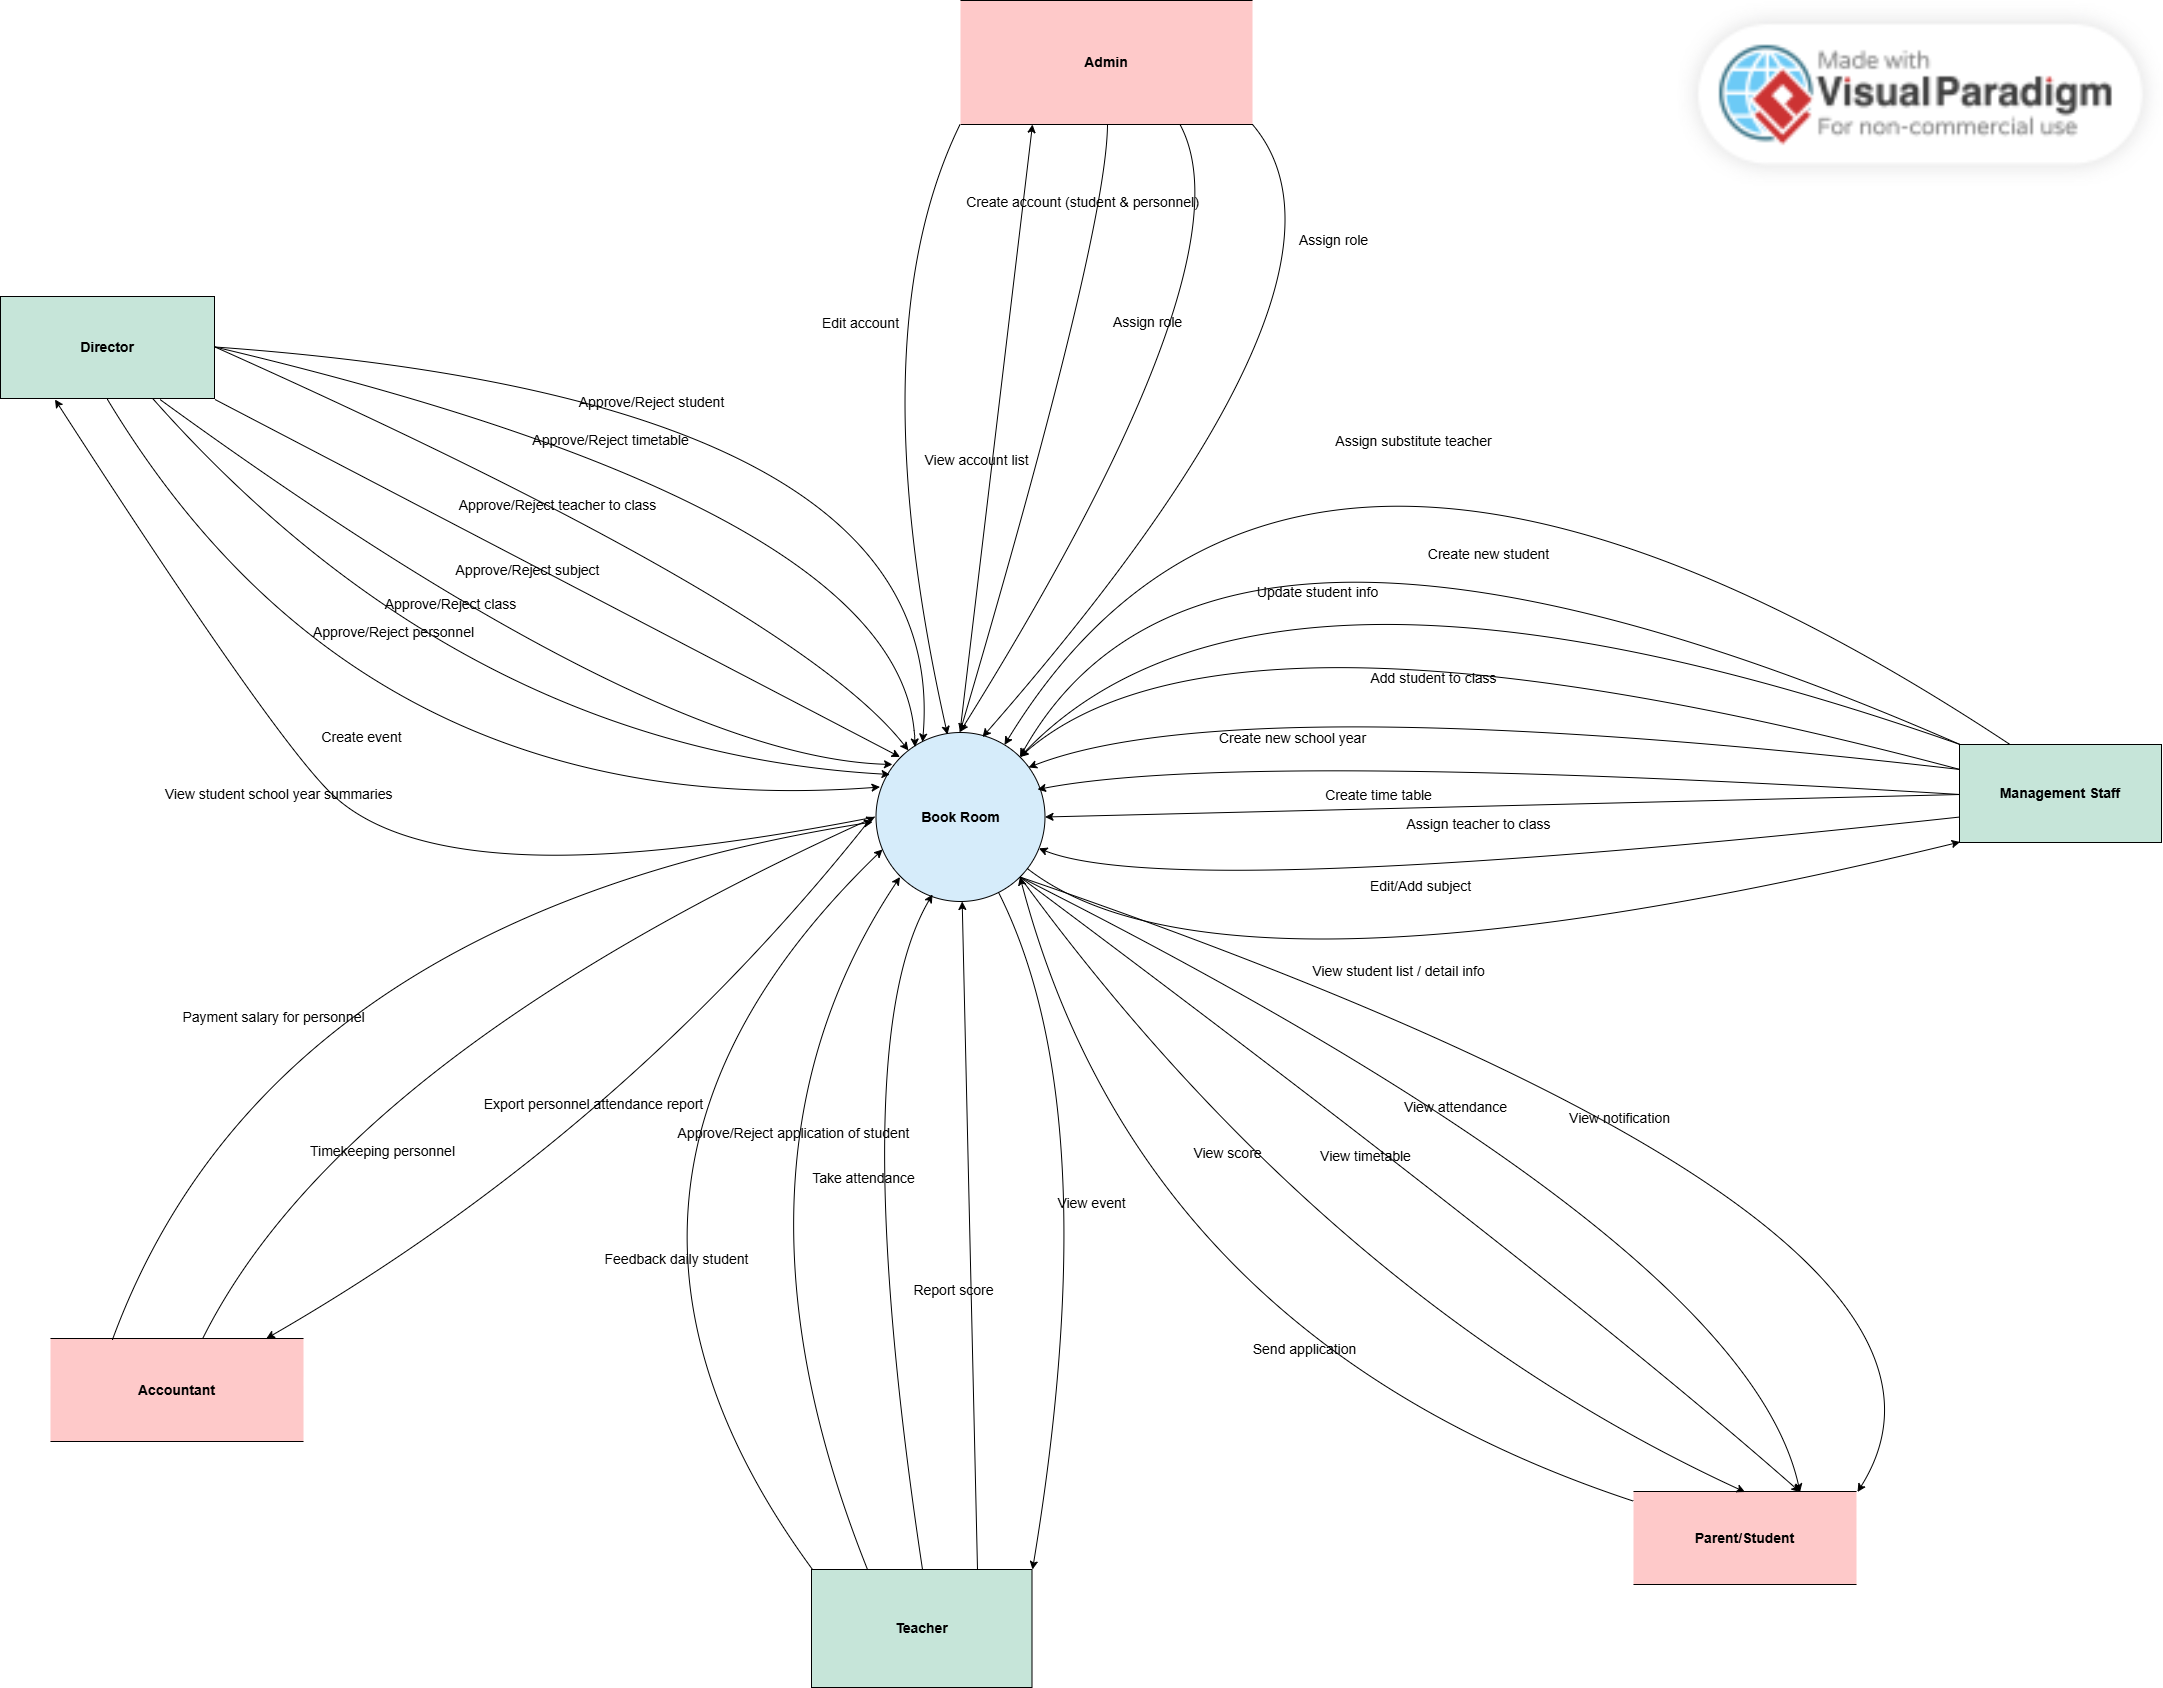 Admin
Made with
Visual Paradigm
For non-commercial use
Create account (student & personnel)
Assign role
Edit account
Assign role
Director
Approve/Reject student
Approve/Reject timetable
Assign substitute teacher
View account list
Approve/Reject teacher to class
Create new student
Approve/Reject subject
Update student info
Approve/Reject class
Approve/Reject personnel
Add student to class
Create event
Create new school year
View student school year summaries
Create time table
Management Staff
Book Room
Assign teacher to class
Edit/Add subject
View student list / detail info
Payment salary for personnel
Export personnel attendance report
View attendance
View notification
Approve/Reject application of student
Timekeeping personnel
View score
View timetable
Take attendance
View event
Feedback daily student
Report score
Send application
Accountant
Parent/Student
Teacher